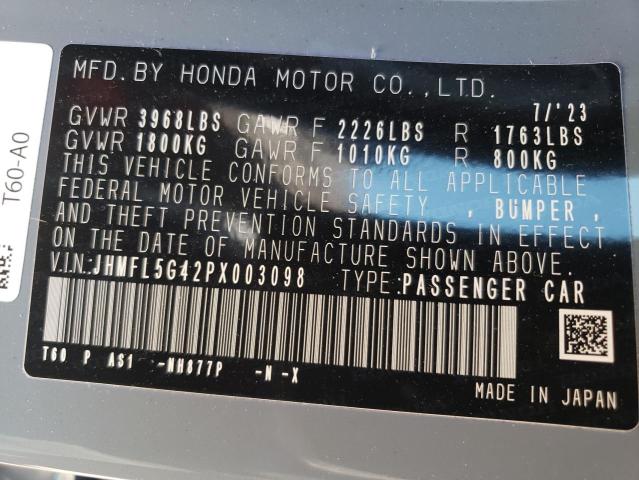 MFD. BY HONDA MOTOR CO., LTD.
7/'23
GVWR 3968LBS GAWR F 2226LBS R 1763LBS
GVWR 1800KG GAWR F 1010KG R 800KG
THIS VEHICLE CONFORMS TO ALL APPLICABLE
FEDERAL MOTOR VEHICLE SAFETY , BUMPER ,
AND THEFT PREVENTION STANDARDS IN EFFECT
ON THE DATE OF MANUFACTURE SHOWN ABOVE.
VIN:JHMFL5G42PX003098 TYPE:PASSENGER CAR
T60 P AS1 -NH877P -N -X
MADE IN JAPAN
T60-A0